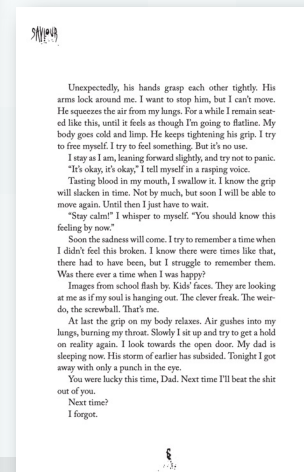 SAVIOUR
Unexpectedly, his hands grasp each other tightly. His
arms lock around me. I want to stop him, but I can't move.
He squeezes the air from my lungs. For a while I remain seat-
ed like this, until it feels as though I'm going to flatline. My
body goes cold and limp. He keeps tightening his grip. I try
to free myself. I try to feel something. But it's no use.
I stay as I am, leaning forward slightly, and try not to panic.
"It's okay, it's okay," I tell myself in a rasping voice.
Tasting blood in my mouth, I swallow it. I know the grip
will slacken in time. Not by much, but soon I will be able to
move again. Until then I just have to wait.
"Stay calm!" I whisper to myself. "You should know this
feeling by now."
Soon the sadness will come. I try to remember a time when
I didn't feel this broken. I know there were times like that,
there had to have been, but I struggle to remember them.
Was there ever a time when I was happy?
Images from school flash by. Kids' faces. They are looking
at me as if my soul is hanging out. The clever freak. The weir-
do, the screwball. That's me.
At last the grip on my body relaxes. Air gushes into my
lungs, burning my throat. Slowly I sit up and try to get a hold
on reality again. I look towards the open door. My dad is
sleeping now. His storm of earlier has subsided. Tonight I got
away with only a punch in the eye.
You were lucky this time, Dad. Next time I'll beat the shit
out of you.
Next time?
I forgot.
6